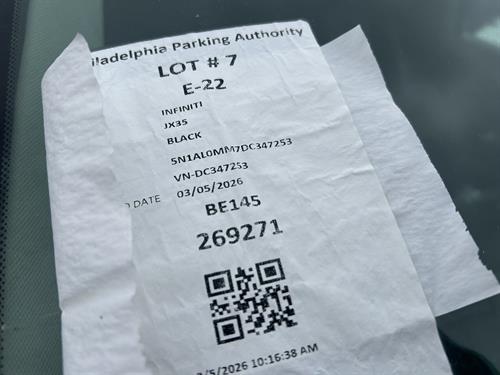 iladelphia Parking Authority
LOT # 7
E-22
INFINITI
JX35
BLACK
5N1AL0MM7DC347253
VN-DC347253
DATE 03/05/2026
BE145
269271
/5/2026 10:16:38 AM